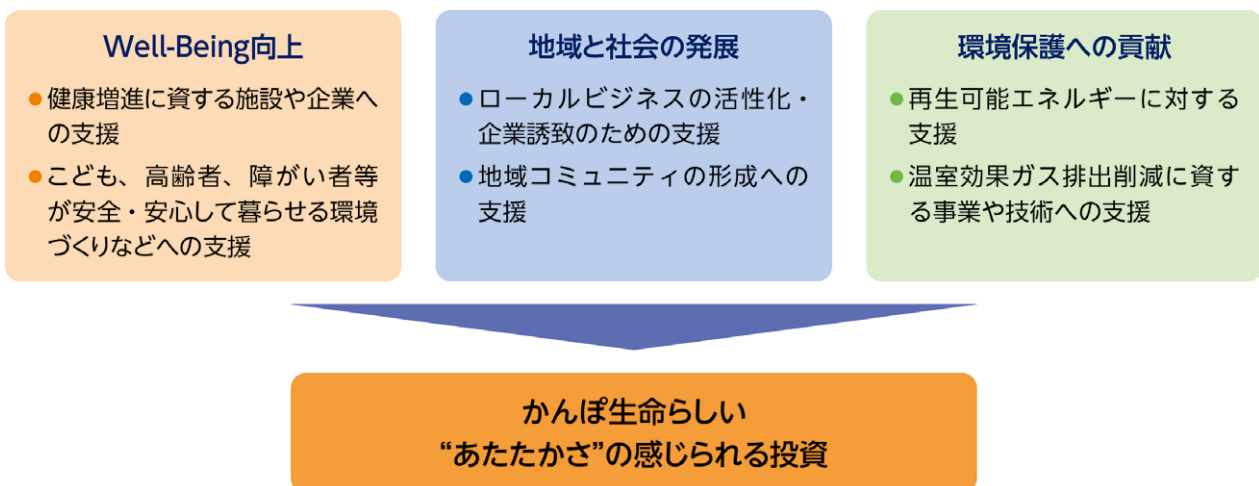 Well-Being向上
●健康増進に資する施設や企業へ
の支援
●こども、高齢者、障がい者等
が安全・安心して暮らせる環境
づくりなどへの支援
地域と社会の発展
●ローカルビジネスの活性化・
企業誘致のための支援
●地域コミュニティの形成への
支援
環境保護への貢献
●再生可能エネルギーに対する
支援
●温室効果ガス排出削減に資す
る事業や技術への支援
かんぽ生命らしい
“あたたかさ”の感じられる投資